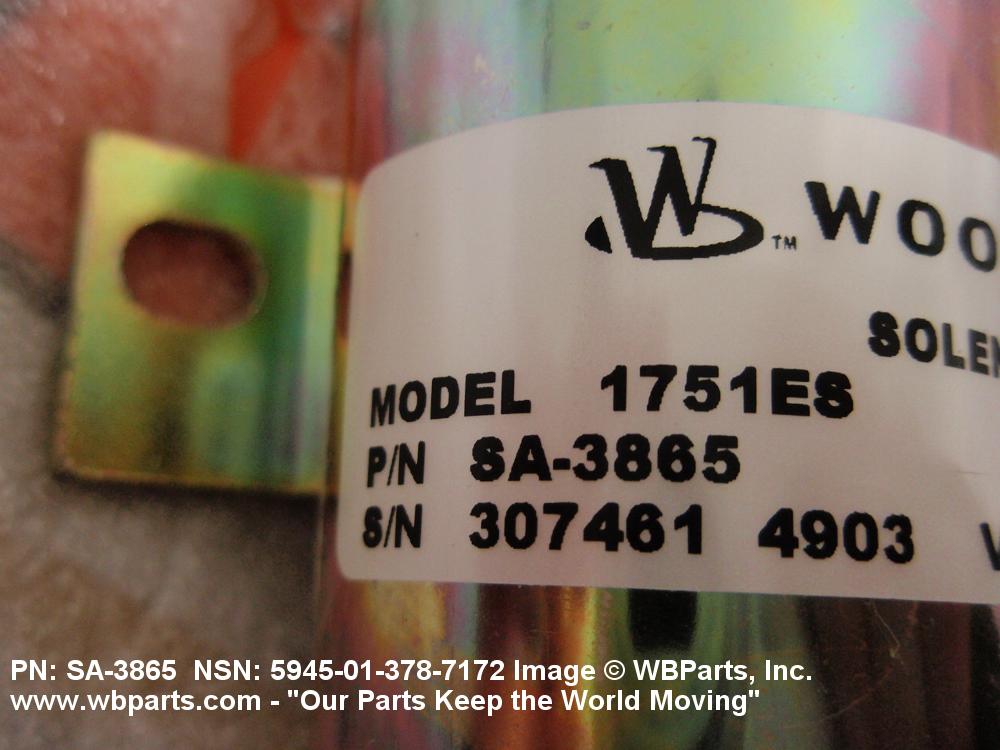 W TM WOO
SOLEN
MODEL 1751ES
P/N SA-3865
S/N 307461 4903
PN: SA-3865 NSN: 5945-01-378-7172 Image © WBParts, Inc.
www.wbparts.com - "Our Parts Keep the World Moving"